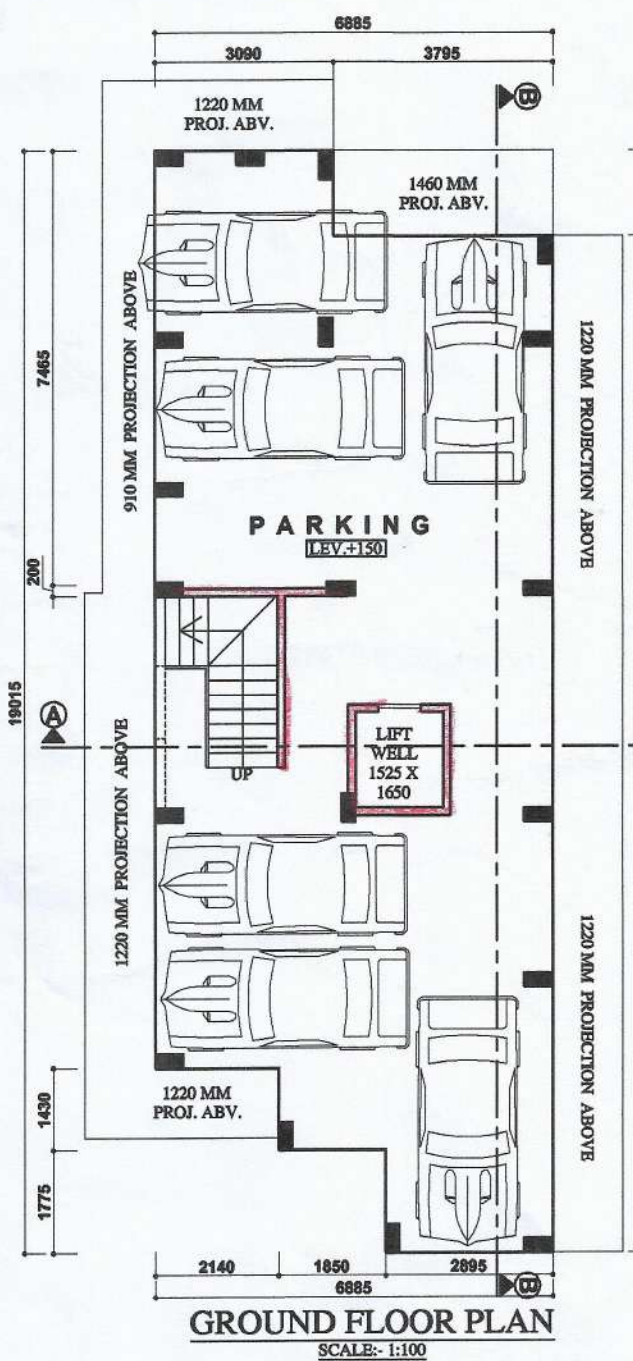 6885
3090
3795
1220 MM
PROJ. ABV.
B
1460 MM
PROJ. ABV.
7465
910 MM PROJECTION ABOVE
1220 MM PROJECTION ABOVE
PARKING
LEV.+150
200
19015
A
LIFT
WELL
1525 X
1650
UP
1220 MM PROJECTION ABOVE
1220 MM PROJECTION ABOVE
1220 MM
PROJ. ABV.
1430
1775
2140
1850
2895
6885
B
GROUND FLOOR PLAN
SCALE:- 1:100